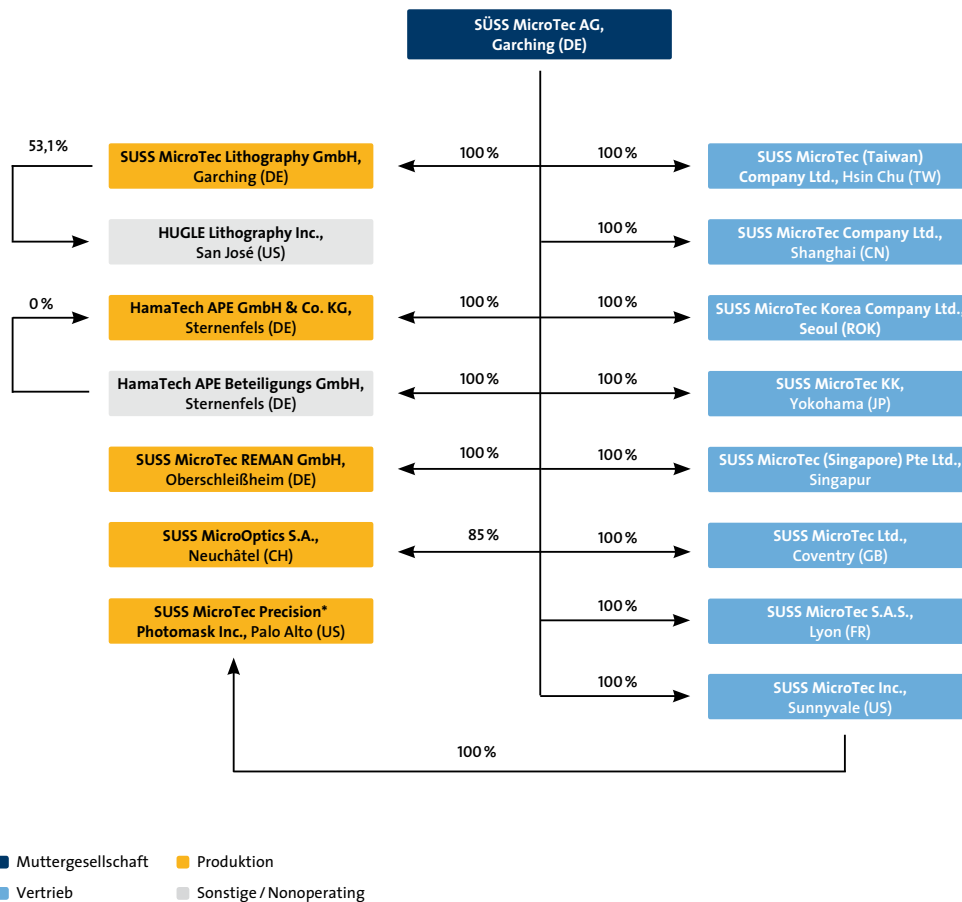 SÜSS MicroTec AG,
Garching (DE)
53,1 %
SUSS MicroTec Lithography GmbH,
Garching (DE)
100 %
100 %
SUSS MicroTec (Taiwan)
Company Ltd., Hsin Chu (TW)
HUGLE Lithography Inc.,
San José (US)
100 %
SUSS MicroTec Company Ltd.,
Shanghai (CN)
0 %
HamaTech APE GmbH & Co. KG,
Sternenfels (DE)
100 %
100 %
SUSS MicroTec Korea Company Ltd.,
Seoul (ROK)
HamaTech APE Beteiligungs GmbH,
Sternenfels (DE)
100 %
100 %
SUSS MicroTec KK,
Yokohama (JP)
SUSS MicroTec REMAN GmbH,
Oberschleißheim (DE)
100 %
100 %
SUSS MicroTec (Singapore) Pte Ltd.,
Singapur
SUSS MicroOptics S.A.,
Neuchâtel (CH)
85 %
100 %
SUSS MicroTec Ltd.,
Coventry (GB)
SUSS MicroTec Precision*
Photomask Inc., Palo Alto (US)
100 %
SUSS MicroTec S.A.S.,
Lyon (FR)
100 %
SUSS MicroTec Inc.,
Sunnyvale (US)
100 %
Muttergesellschaft
Produktion
Vertrieb
Sonstige / Nonoperating